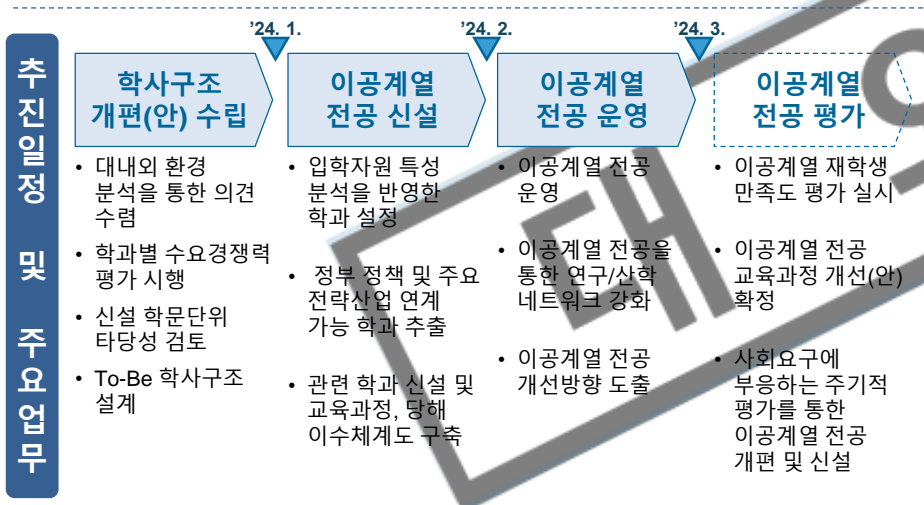 '24. 1.
'24. 2.
'24. 3.
추진일정 및 주요업무
학사구조
개편(안) 수립
이공계열
전공 신설
이공계열
전공 운영
이공계열
전공 평가
• 대내외 환경
분석을 통한 의견
수렴
• 학과별 수요경쟁력
평가 시행
• 신설 학문단위
타당성 검토
• To-Be 학사구조
설계
• 입학자원 특성
분석을 반영한
학과 설정
• 정부 정책 및 주요
전략산업 연계
가능 학과 추출
• 관련 학과 신설 및
교육과정, 당해
이수체계도 구축
• 이공계열 전공
운영
• 이공계열 전공을
통한 연구/산학
네트워크 강화
• 이공계열 전공
개선방향 도출
• 이공계열 재학생
만족도 평가 실시
• 이공계열 전공
교육과정 개선(안)
확정
• 사회요구에
부응하는 주기적
평가를 통한
이공계열 전공
개편 및 신설
대